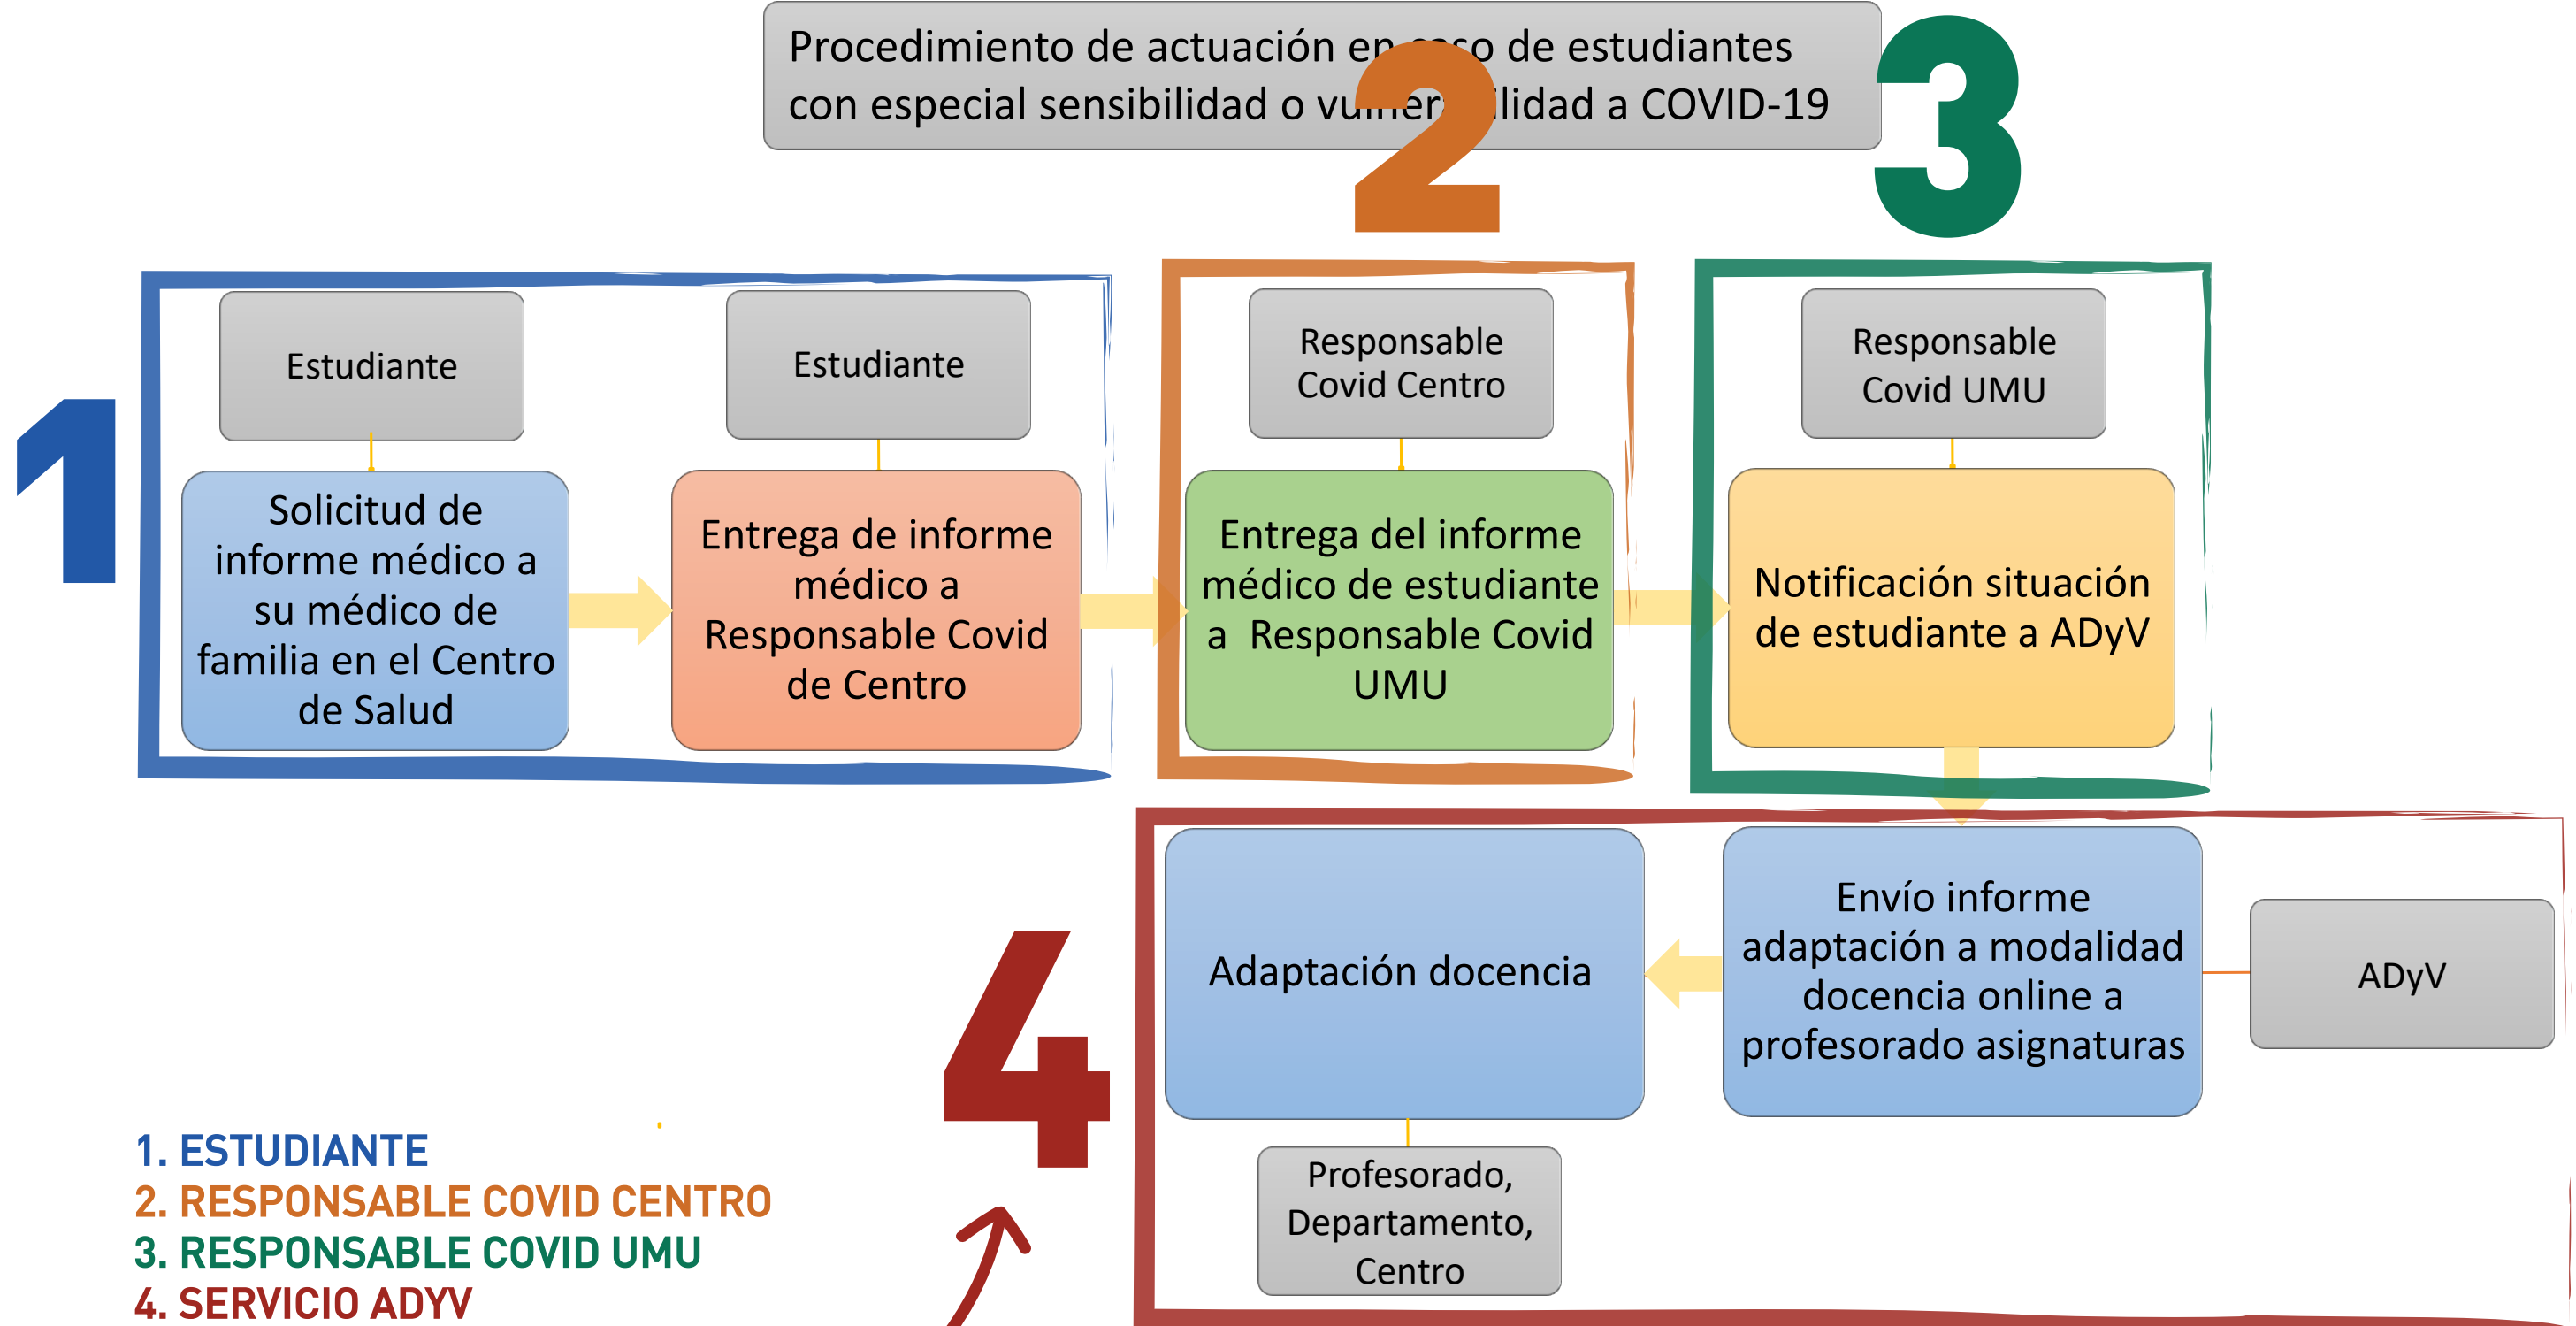 Procedimiento de actuación en caso de estudiantes
con especial sensibilidad o vulnerabilidad a COVID-19
2
3
1
Estudiante
Solicitud de
informe médico a
su médico de
familia en el Centro
de Salud
Estudiante
Entrega de informe
médico a
Responsable Covid
de Centro
Responsable
Covid Centro
Entrega del informe
médico de estudiante
a Responsable Covid
UMU
Responsable
Covid UMU
Notificación situación
de estudiante a ADyV
4
Adaptación docencia
Profesorado,
Departamento,
Centro
Envío informe
adaptación a modalidad
docencia online a
profesorado asignaturas
ADyV
1. ESTUDIANTE
2. RESPONSABLE COVID CENTRO
3. RESPONSABLE COVID UMU
4. SERVICIO ADYV